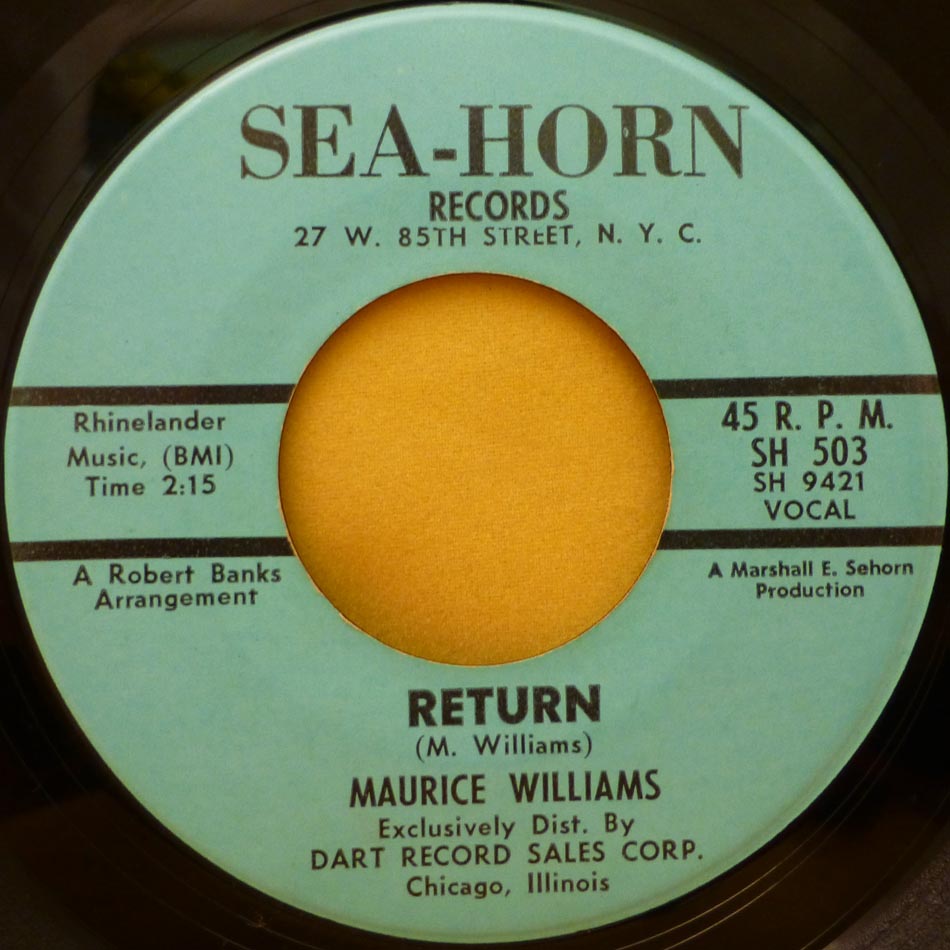 SEA-HORN
RECORDS
27 W. 85TH STREET, N. Y. C.
Rhinelander
Music, (BMI)
Time 2:15
45 R. P. M.
SH 503
SH 9421
VOCAL
A Robert Banks
Arrangement
A Marshall E. Sehorn
Production
RETURN
(M. Williams)
MAURICE WILLIAMS
Exclusively Dist. By
DART RECORD SALES CORP.
Chicago, Illinois